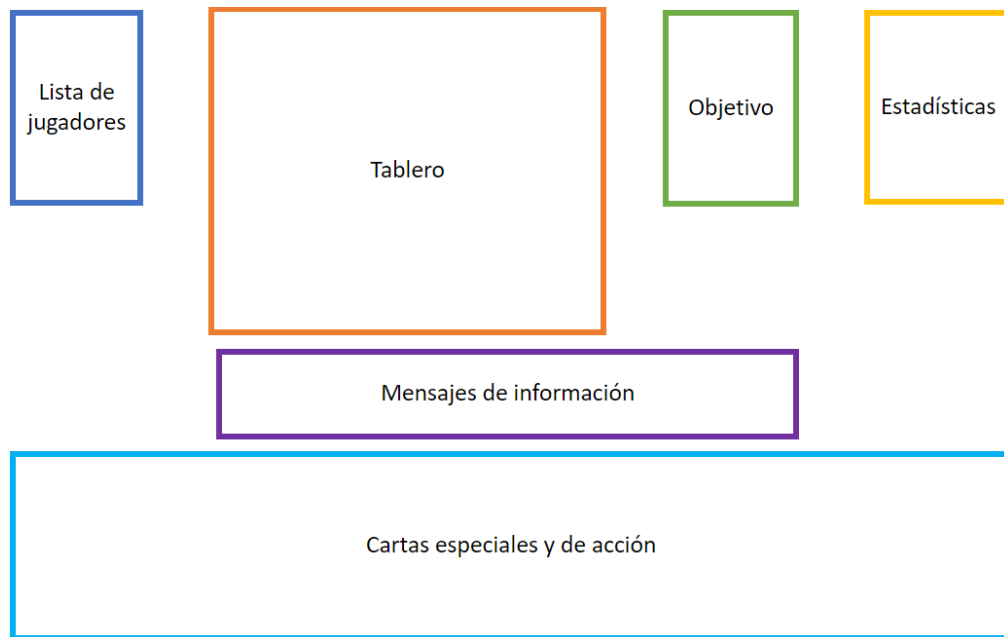 Lista de
jugadores
Tablero
Objetivo
Estadísticas
Mensajes de información
Cartas especiales y de acción